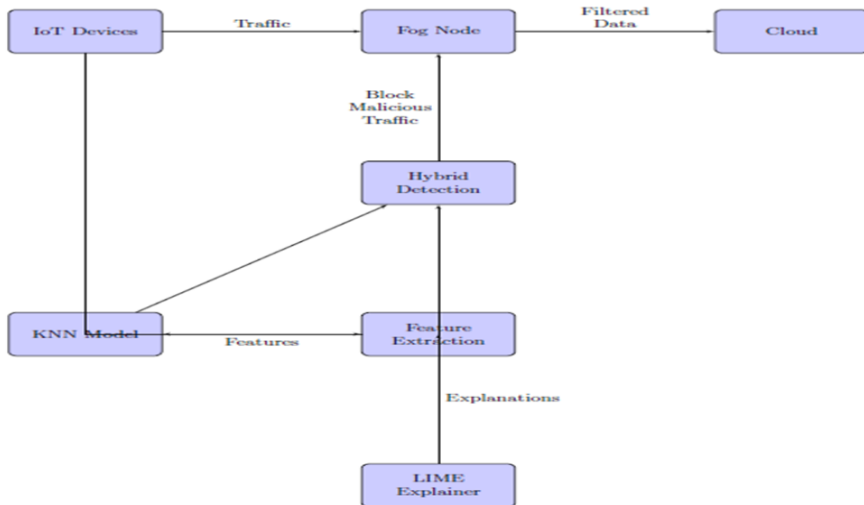 IoT Devices
Traffic
Fog Node
Filtered
Data
Cloud
Block
Malicious
Traffic
Hybrid
Detection
KNN Model
Features
Feature
Extraction
Explanations
LIME
Explainer